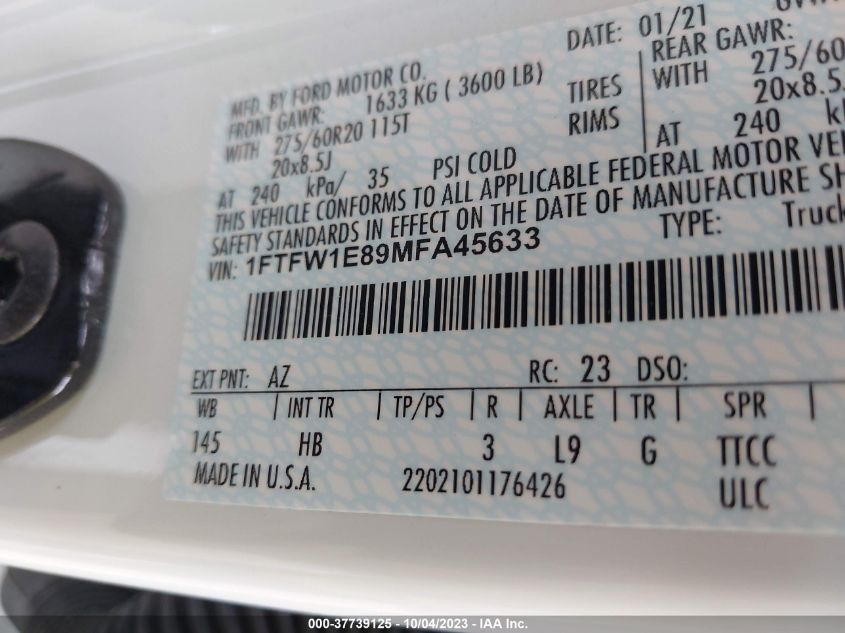 DATE: 01/21
MFD. BY FORD MOTOR CO.
FRONT GAWR: 1633 KG ( 3600 LB)
REAR GAWR:
WITH 275/60R20 115T TIRES WITH 275/60
20x8.5J RIMS 20x8.5
AT 240 kPa/ 35 PSI COLD AT 240
THIS VEHICLE CONFORMS TO ALL APPLICABLE FEDERAL MOTOR
SAFETY STANDARDS IN EFFECT ON THE DATE OF MANUFACTURE
VIN: 1FTFW1E89MFA45633 TYPE: Truck
EXT PNT: AZ RC: 23 DSO:
WB | INT TR | TP/PS | R | AXLE | TR | SPR |
145 HB 3 L9 G TTCC
MADE IN U.S.A. 2202101176426 ULC
000-37739125 - 10/04/2023 - IAA Inc.